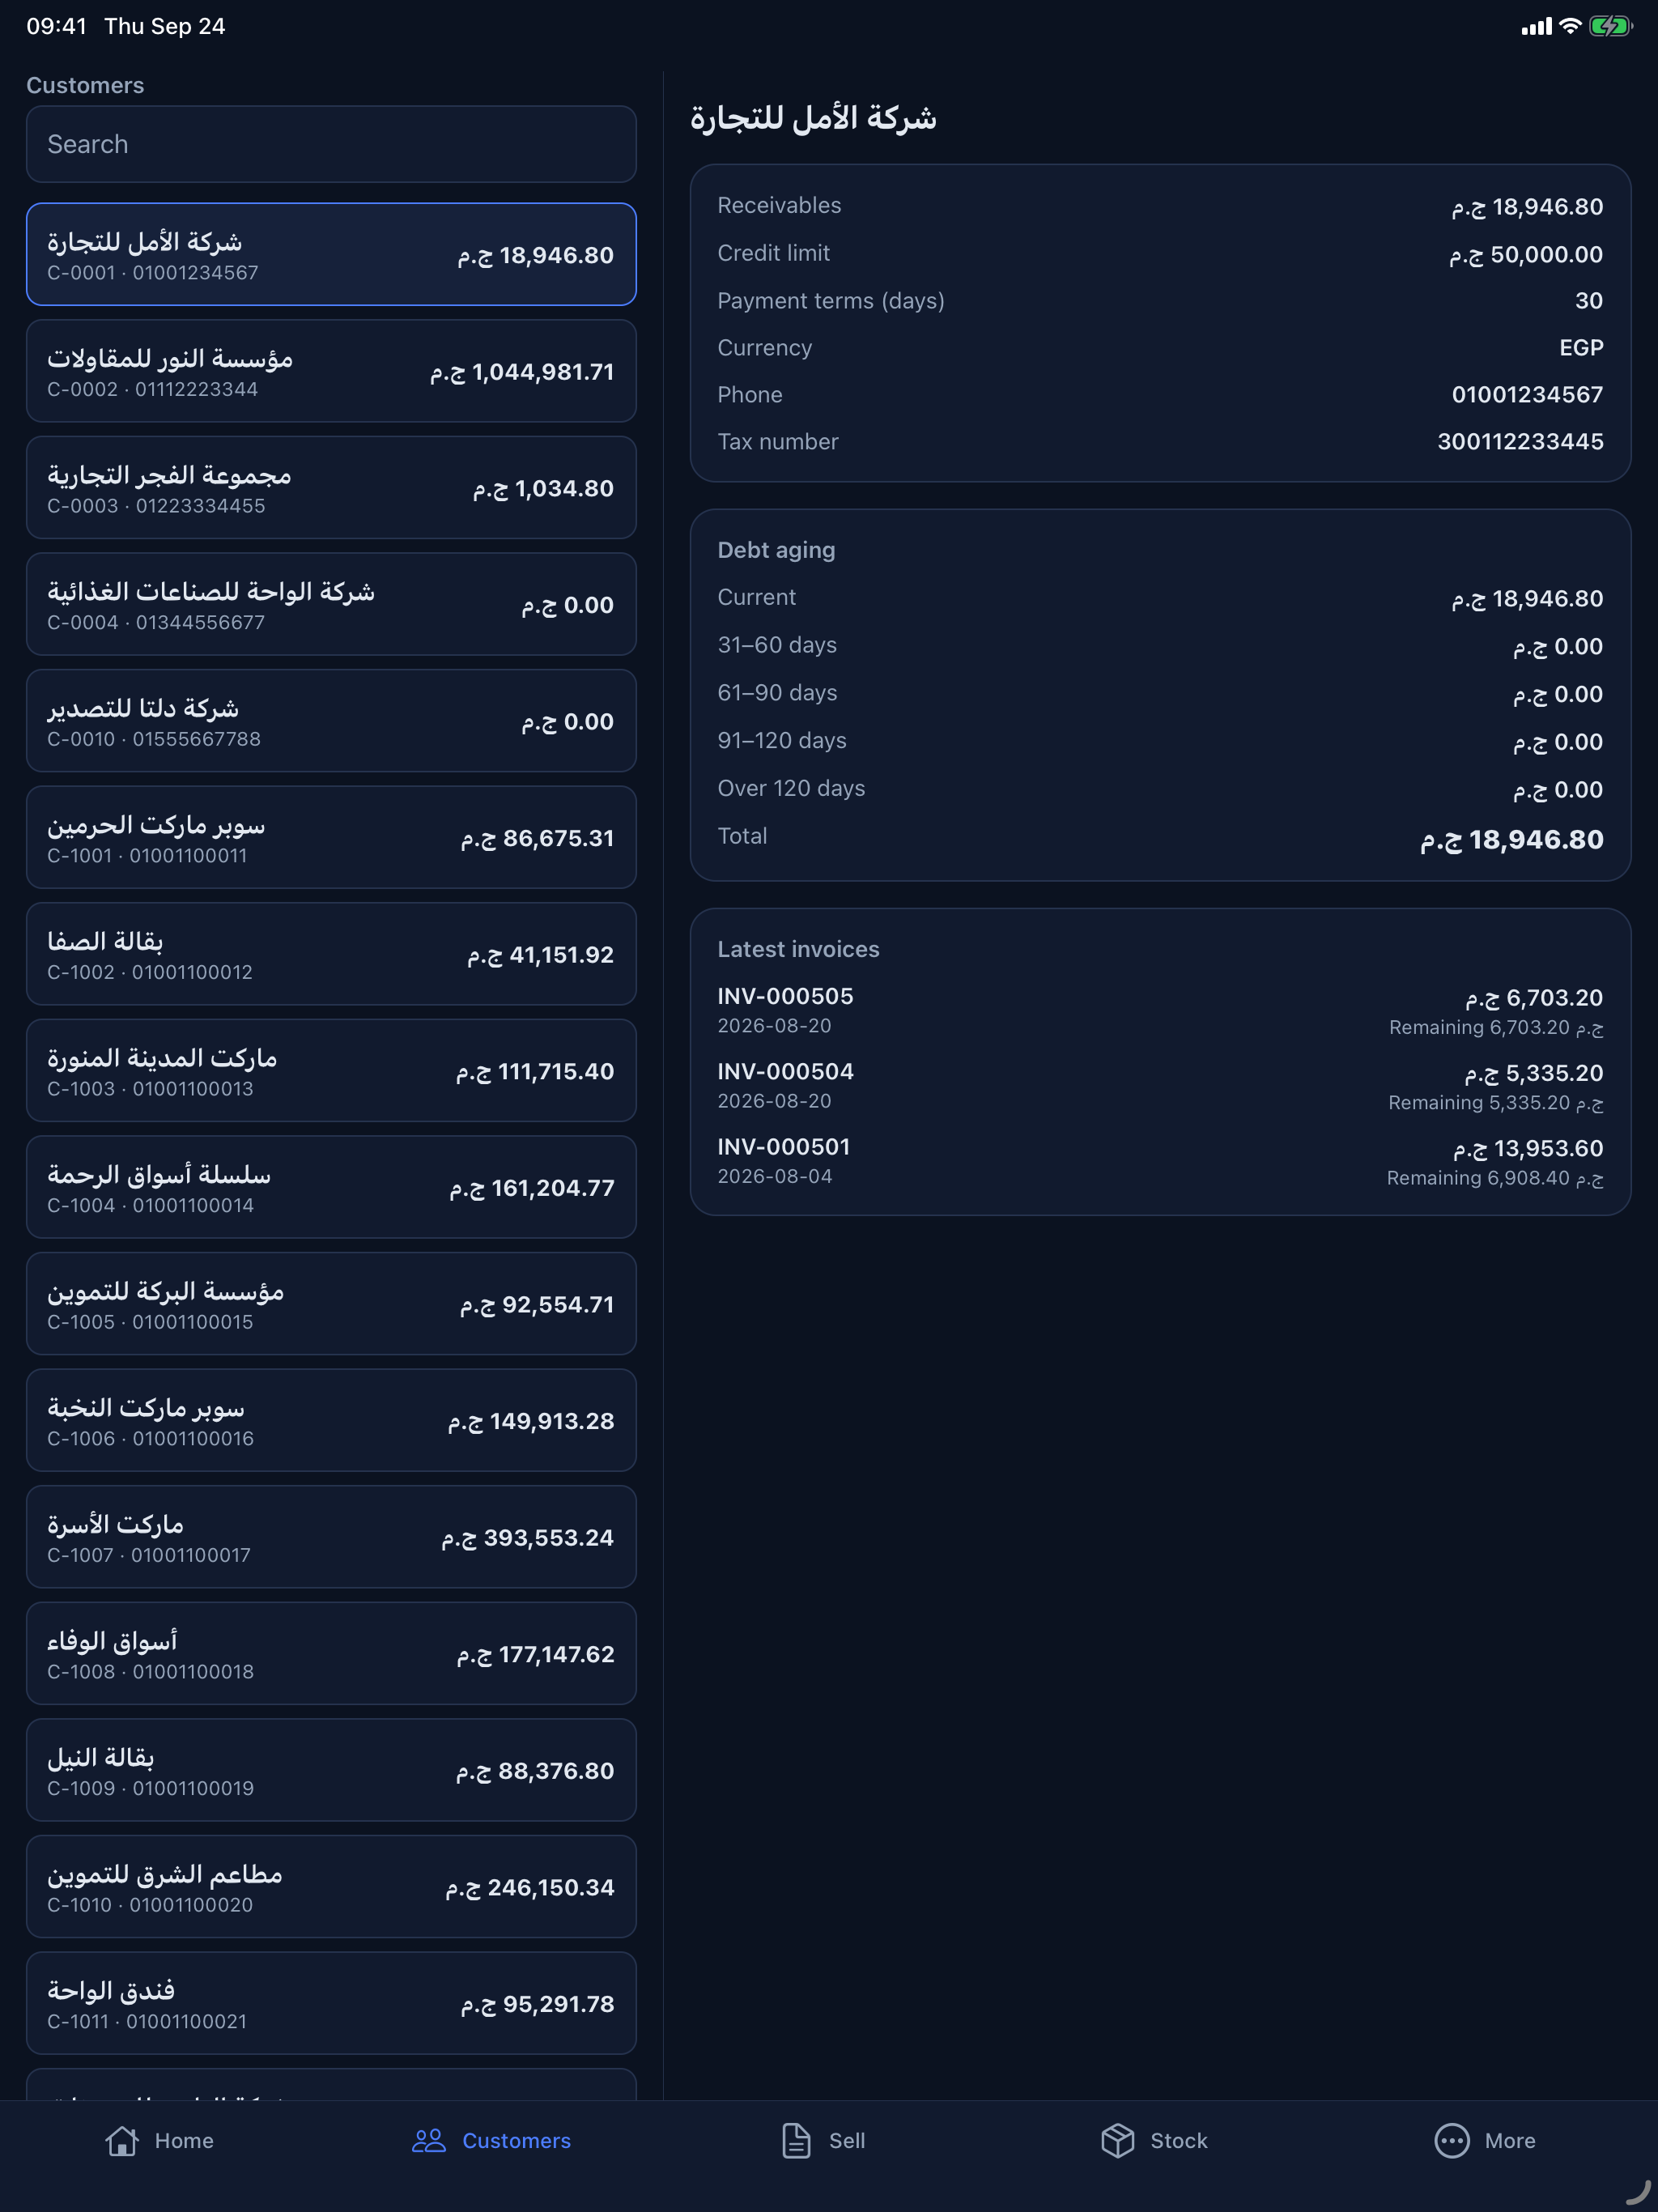 09:41 Thu Sep 24
Customers
Search
شركة الأمل للتجارة
C-0001 · 01001234567
18,946.80 ج.م
مؤسسة النور للمقاولات
C-0002 · 01112223344
1,044,981.71 ج.م
مجموعة الفجر التجارية
C-0003 · 01223334455
1,034.80 ج.م
شركة الواحة للصناعات الغذائية
C-0004 · 01344556677
0.00 ج.م
شركة دلتا للتصدير
C-0010 · 01555667788
0.00 ج.م
سوبر ماركت الحرمين
C-1001 · 01001100011
86,675.31 ج.م
بقالة الصفا
C-1002 · 01001100012
41,151.92 ج.م
ماركت المدينة المنورة
C-1003 · 01001100013
111,715.40 ج.م
سلسلة أسواق الرحمة
C-1004 · 01001100014
161,204.77 ج.م
مؤسسة البركة للتموين
C-1005 · 01001100015
92,554.71 ج.م
سوبر ماركت النخبة
C-1006 · 01001100016
149,913.28 ج.م
ماركت الأسرة
C-1007 · 01001100017
393,553.24 ج.م
أسواق الوفاء
C-1008 · 01001100018
177,147.62 ج.م
بقالة النيل
C-1009 · 01001100019
88,376.80 ج.م
مطاعم الشرق للتموين
C-1010 · 01001100020
246,150.34 ج.م
فندق الواحة
C-1011 · 01001100021
95,291.78 ج.م
شركة الأمل للتجارة
Receivables 18,946.80 ج.م
Credit limit 50,000.00 ج.م
Payment terms (days) 30
Currency EGP
Phone 01001234567
Tax number 300112233445
Debt aging
Current 18,946.80 ج.م
31–60 days 0.00 ج.م
61–90 days 0.00 ج.م
91–120 days 0.00 ج.م
Over 120 days 0.00 ج.م
Total 18,946.80 ج.م
Latest invoices
INV-000505 6,703.20 ج.م
2026-08-20 Remaining 6,703.20 ج.م
INV-000504 5,335.20 ج.م
2026-08-20 Remaining 5,335.20 ج.م
INV-000501 13,953.60 ج.م
2026-08-04 Remaining 6,908.40 ج.م
Home Customers Sell Stock More